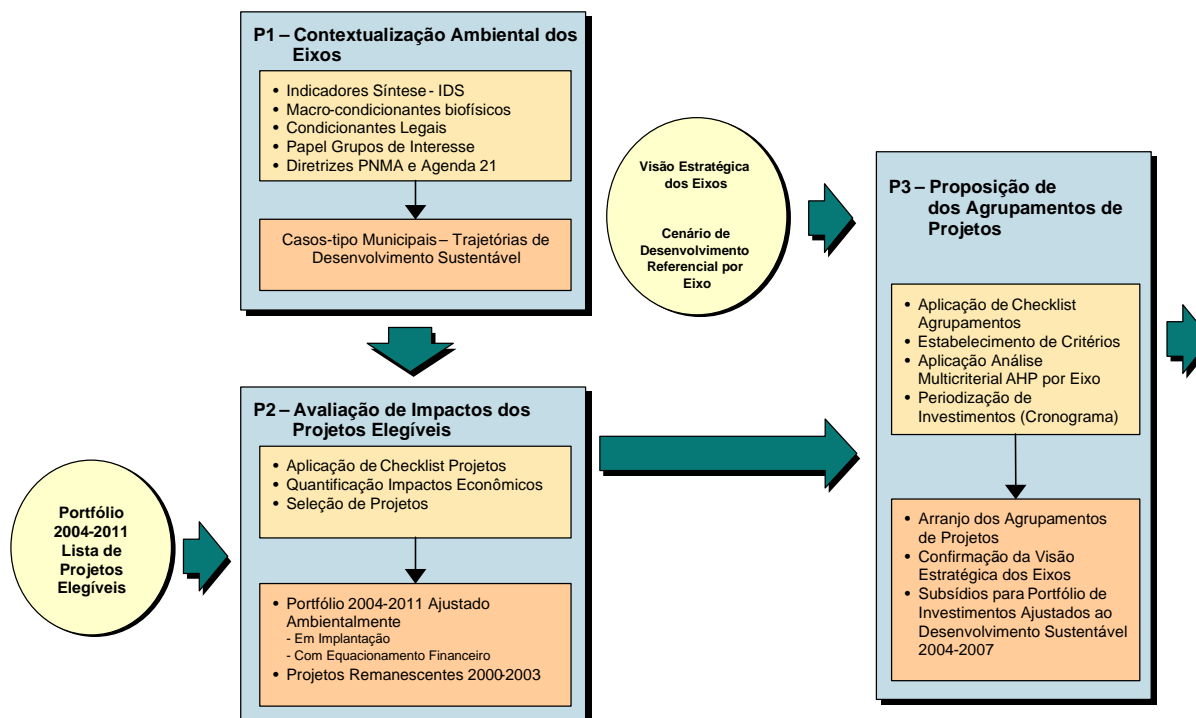 P1 – Contextualização Ambiental dos
Eixos
• Indicadores Síntese - IDS
• Macro-condicionantes biofísicos
• Condicionantes Legais
• Papel Grupos de Interesse
• Diretrizes PNMA e Agenda 21
Casos-tipo Municipais – Trajetórias de
Desenvolvimento Sustentável
Visão Estratégica
dos Eixos
Cenário de
Desenvolvimento
Referencial por
Eixo
Portfólio
2004-2011
Lista de
Projetos
Elegíveis
P2 – Avaliação de Impactos dos
Projetos Elegíveis
• Aplicação de Checklist Projetos
• Quantificação Impactos Econômicos
• Seleção de Projetos
• Portfólio 2004-2011 Ajustado
Ambientalmente
- Em Implantação
- Com Equacionamento Financeiro
• Projetos Remanescentes 2000-2003
P3 – Proposição de
dos Agrupamentos de
Projetos
• Aplicação de Checklist
Agrupamentos
• Estabelecimento de Critérios
• Aplicação Análise
Multicriterial AHP por Eixo
• Periodização de
Investimentos (Cronograma)
• Arranjo dos Agrupamentos
de Projetos
• Confirmação da Visão
Estratégica dos Eixos
• Subsídios para Portfólio de
Investimentos Ajustados ao
Desenvolvimento Sustentável
2004-2007